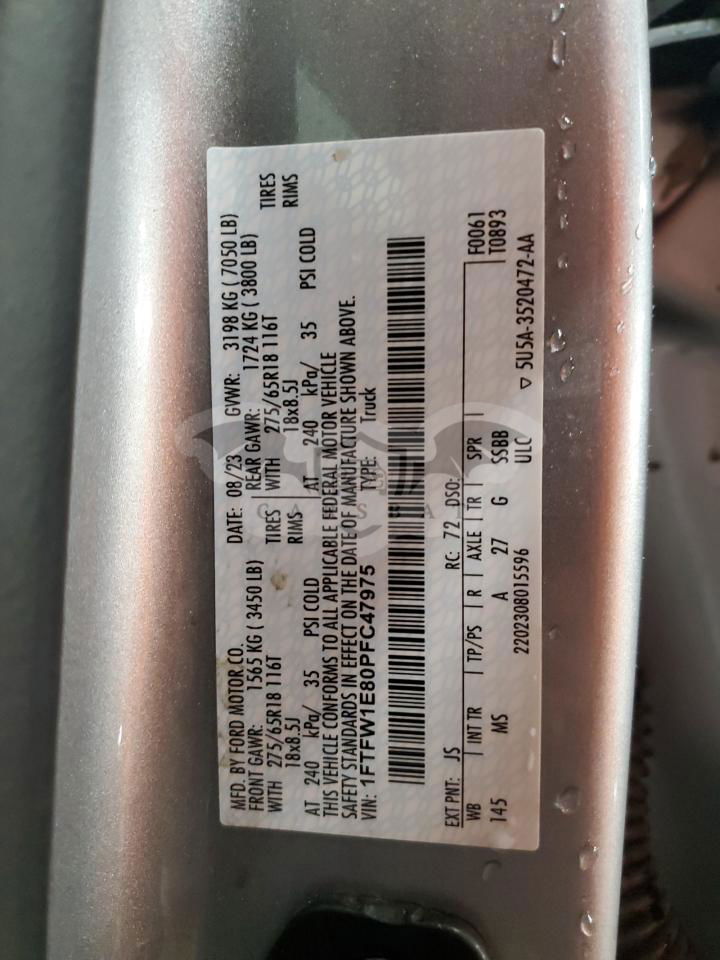 MFD. BY FORD MOTOR CO.
DATE: 08/23 GVWR: 3198 KG ( 7050 LB)
FRONT GAWR: 1565 KG ( 3450 LB) REAR GAWR: 1724 KG ( 3800 LB)
WITH 275/65R18 116T TIRES WITH 275/65R18 116T TIRES
18x8.5J RIMS 18x8.5J RIMS
AT 240 kPa/ 35 PSI COLD AT 240 kPa/ 35 PSI COLD
THIS VEHICLE CONFORMS TO ALL APPLICABLE FEDERAL MOTOR VEHICLE
SAFETY STANDARDS IN EFFECT ON THE DATE OF MANUFACTURE SHOWN ABOVE.
VIN: 1FTFW1E80PFC47975 TYPE: Truck
EXT PNT: JS RC: 72 DSO: F0061
WB INT TR TP/PS R AXLE TR SPR T0893
145 MS A 27 G SSBB
2202308015596 ULC ▽ 5U5A-3520472-AA